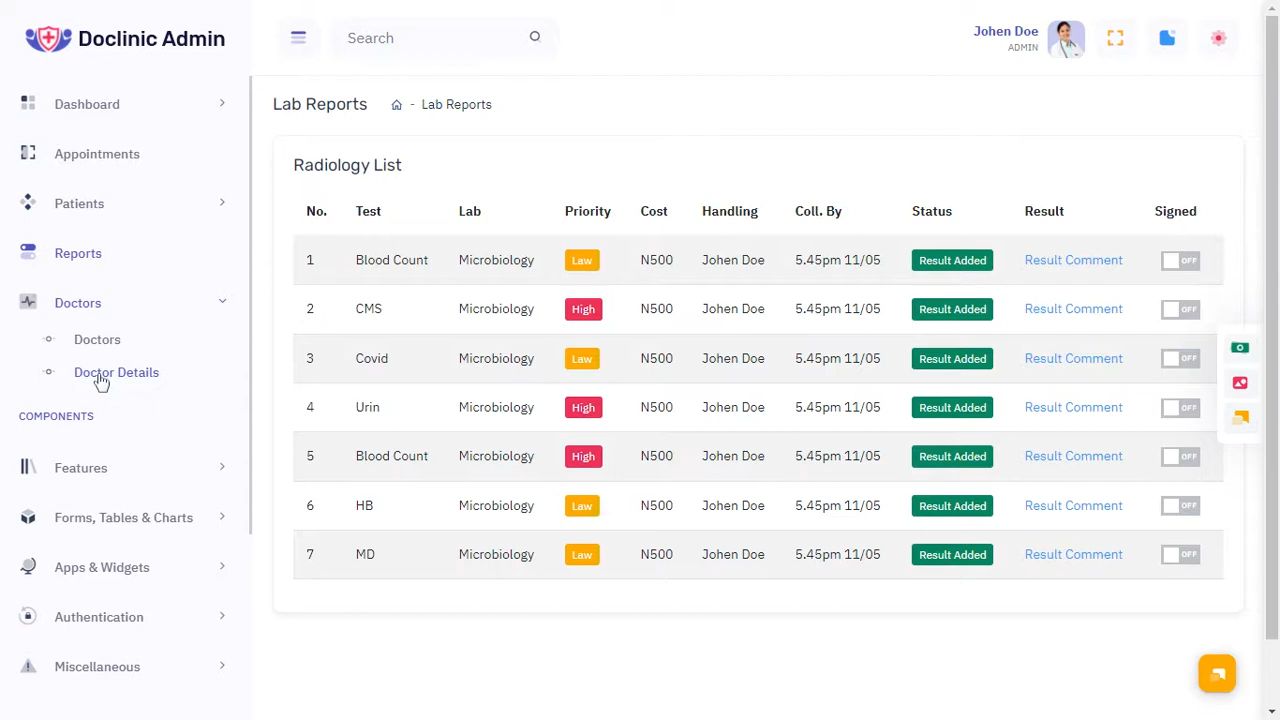 Doclinic Admin
Search
Johen Doe
ADMIN
Dashboard
Appointments
Patients
Reports
Doctors
Doctors
Doctor Details
COMPONENTS
Features
Forms, Tables & Charts
Apps & Widgets
Authentication
Miscellaneous
Lab Reports - Lab Reports
Radiology List
No. Test Lab Priority Cost Handling Coll. By Status Result Signed
1 Blood Count Microbiology Law N500 Johen Doe 5.45pm 11/05 Result Added Result Comment OFF
2 CMS Microbiology High N500 Johen Doe 5.45pm 11/05 Result Added Result Comment OFF
3 Covid Microbiology Law N500 Johen Doe 5.45pm 11/05 Result Added Result Comment OFF
4 Urin Microbiology High N500 Johen Doe 5.45pm 11/05 Result Added Result Comment OFF
5 Blood Count Microbiology High N500 Johen Doe 5.45pm 11/05 Result Added Result Comment OFF
6 HB Microbiology Law N500 Johen Doe 5.45pm 11/05 Result Added Result Comment OFF
7 MD Microbiology Law N500 Johen Doe 5.45pm 11/05 Result Added Result Comment OFF